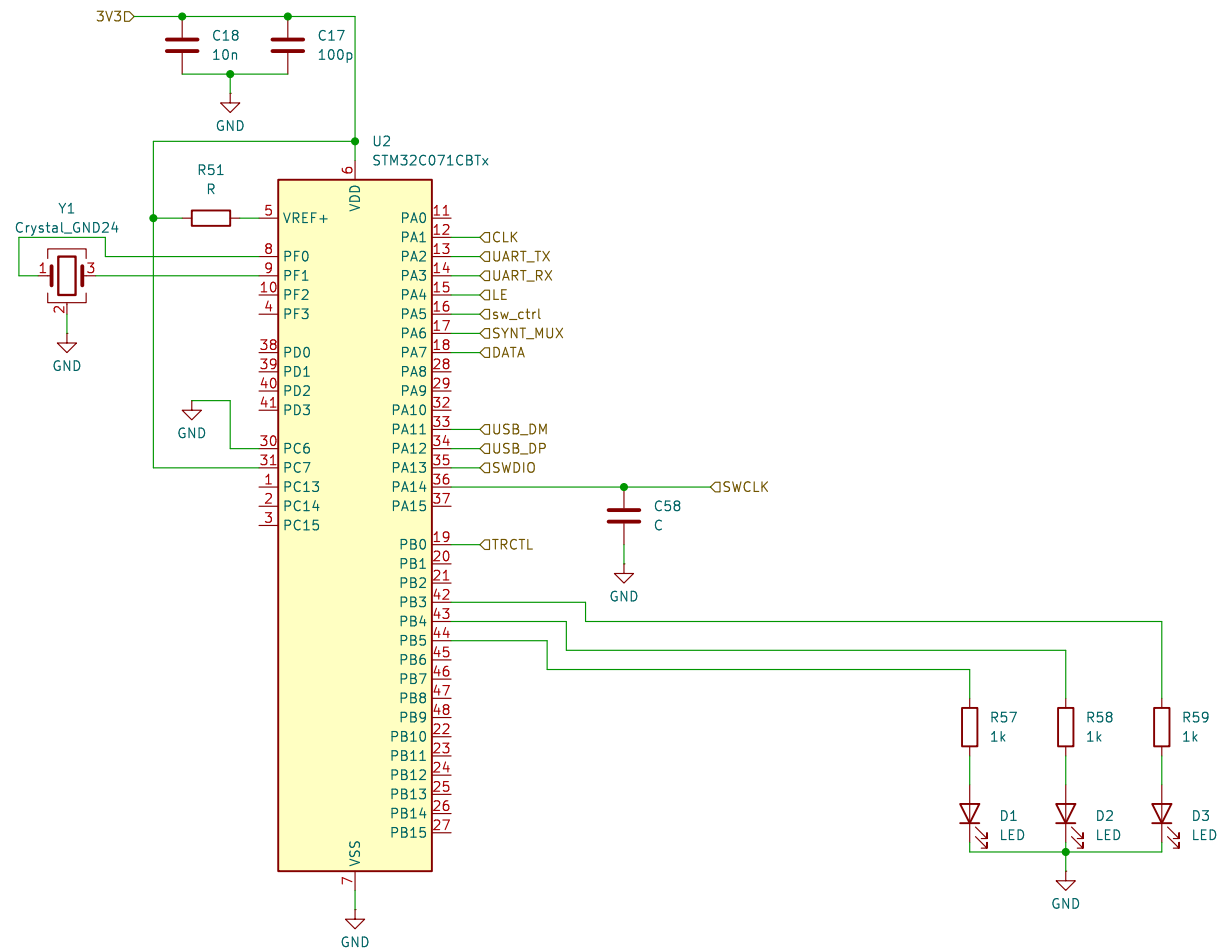 3V3
C18
10n
C17
100p
GND
U2
STM32C071CBTx
R51
R
Y1
Crystal_GND24
1
3
2
GND
6
VDD
5 VREF+
8 PF0
9 PF1
10 PF2
4 PF3
38 PD0
39 PD1
40 PD2
41 PD3
GND
30 PC6
31 PC7
1 PC13
2 PC14
3 PC15
PA0 11
PA1 12 CLK
PA2 13 UART_TX
PA3 14 UART_RX
PA4 15 LE
PA5 16 sw_ctrl
PA6 17 SYNT_MUX
PA7 18 DATA
PA8 28
PA9 29
PA10 32
PA11 33 USB_DM
PA12 34 USB_DP
PA13 35 SWDIO
PA14 36 SWCLK
PA15 37
C58
C
GND
PB0 19 TRCTL
PB1 20
PB2 21
PB3 42
PB4 43
PB5 44
PB6 45
PB7 46
PB8 47
PB9 48
PB10 22
PB11 23
PB12 24
PB13 25
PB14 26
PB15 27
VSS
7
GND
R57
1k
R58
1k
R59
1k
D1
LED
D2
LED
D3
LED
GND